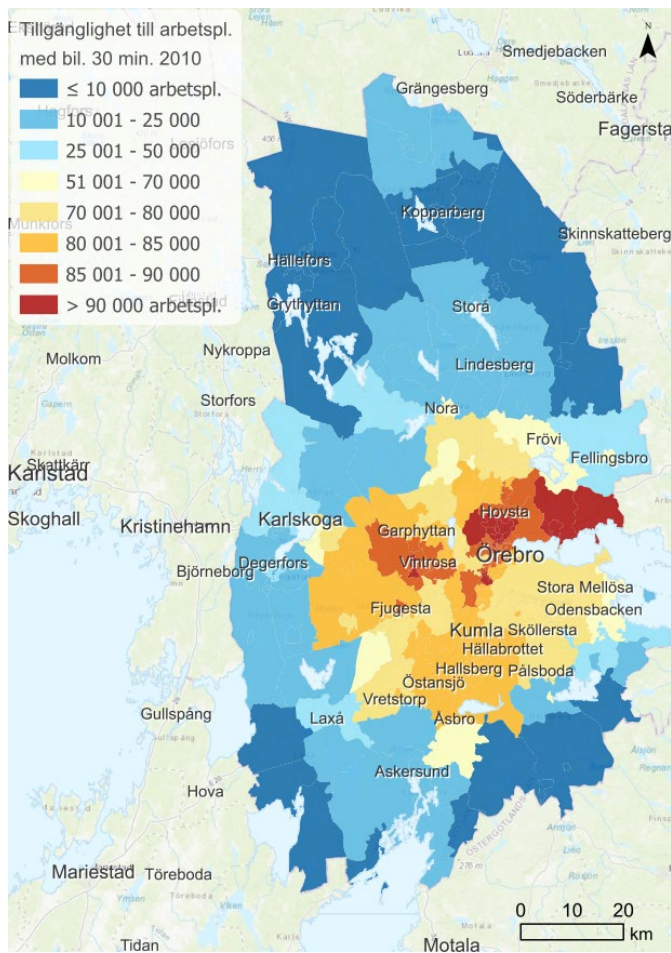 Tillgänglighet till arbetspl.
med bil. 30 min. 2010
≤ 10 000 arbetspl.
10 001 - 25 000
25 001 - 50 000
51 001 - 70 000
70 001 - 80 000
80 001 - 85 000
85 001 - 90 000
> 90 000 arbetspl.
N
Smedjebacken
Grängesberg
Söderbärke
Fagersta
Kopparberg
Skinnskatteberg
Hällefors
Grythyttan
Storå
Nykroppa
Molkom
Lindesberg
Storfors
Nora
Frövi
Fellingsbro
Skattkärr
Karlstad
Skoghall
Kristinehamn
Karlskoga
Garphyttan
Hovsta
Örebro
Degerfors
Vintrosa
Björneborg
Stora Mellösa
Fjugesta
Odensbacken
Kumla
Sköllersta
Hällabrottet
Hallsberg
Pålsboda
Östansjö
Vretstorp
Gullspång
Laxå
Åsbro
Askersund
Hova
ÖSTERGÖTLANDS
276 m
Mariestad
Töreboda
Tidan
Motala
0 10 20
km